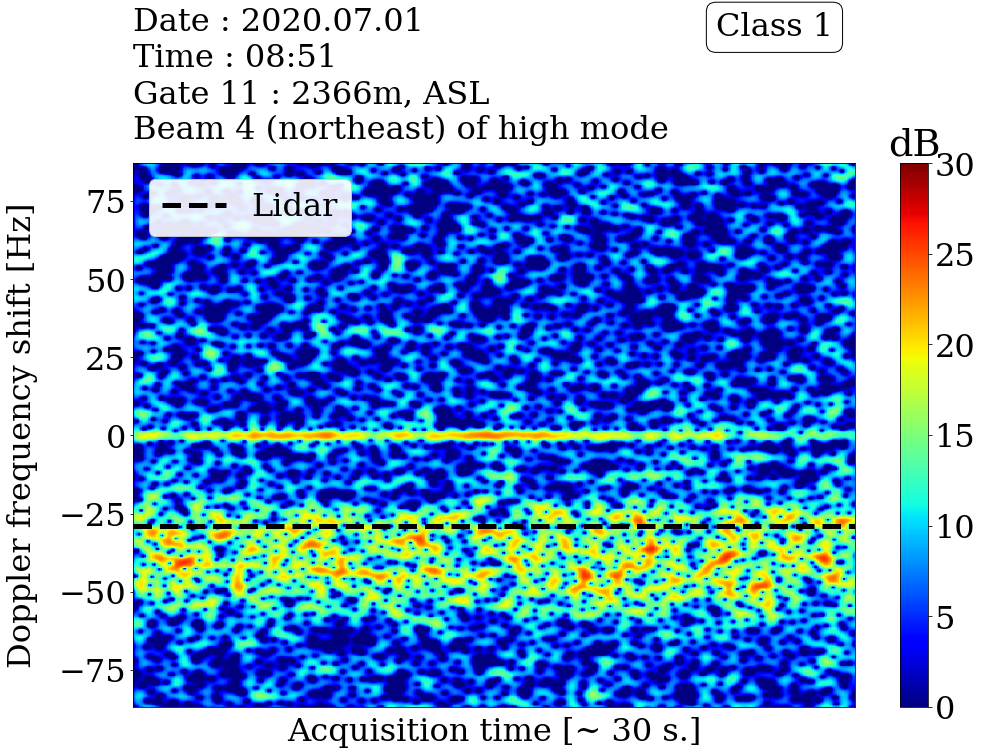 Date : 2020.07.01
Time : 08:51
Gate 11 : 2366m, ASL
Beam 4 (northeast) of high mode
Class 1
dB
Lidar
Doppler frequency shift [Hz]
75
50
25
0
−25
−50
−75
Acquisition time [~ 30 s.]
30
25
20
15
10
5
0